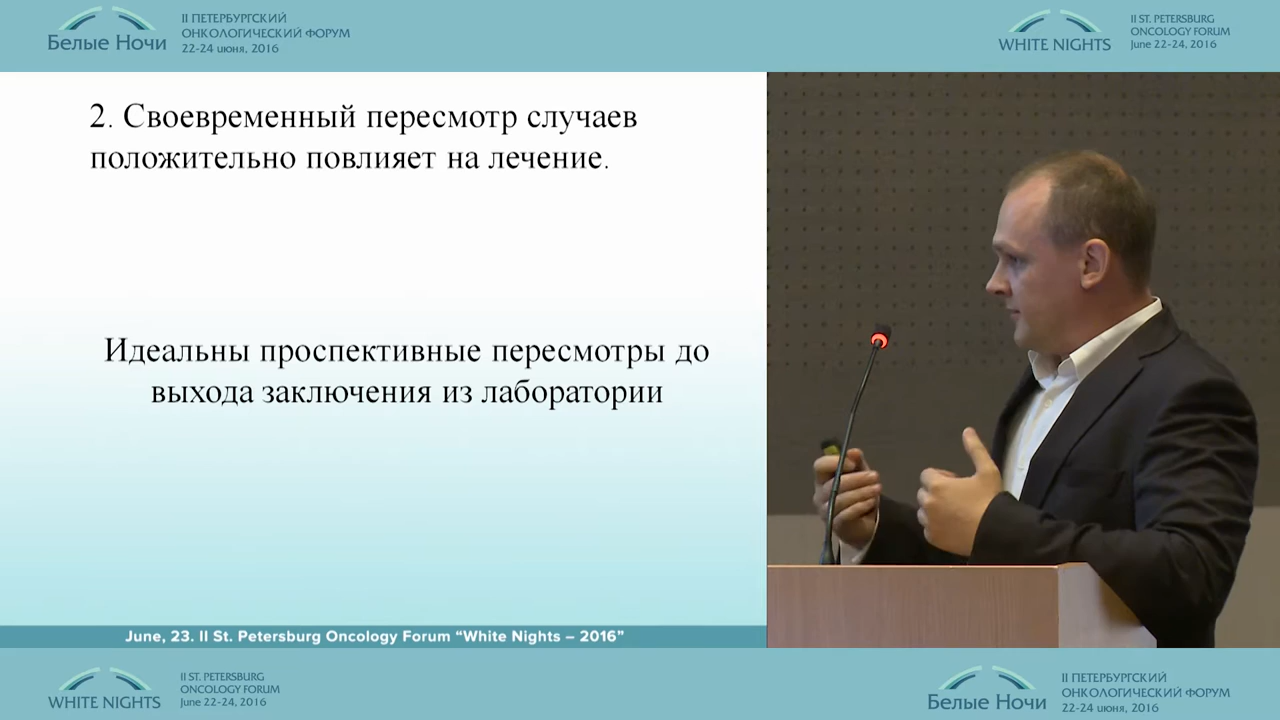 Белые Ночи
II ПЕТЕРБУРГСКИЙ
ОНКОЛОГИЧЕСКИЙ ФОРУМ
22-24 июня, 2016
WHITE NIGHTS
II ST. PETERSBURG
ONCOLOGY FORUM
June 22-24, 2016
2. Своевременный пересмотр случаев
положительно повлияет на лечение.
Идеальны проспективные пересмотры до
выхода заключения из лаборатории
June, 23. II St. Petersburg Oncology Forum “White Nights – 2016”
WHITE NIGHTS
II ST. PETERSBURG
ONCOLOGY FORUM
June 22-24, 2016
Белые Ночи
II ПЕТЕРБУРГСКИЙ
ОНКОЛОГИЧЕСКИЙ ФОРУМ
22-24 июня, 2016